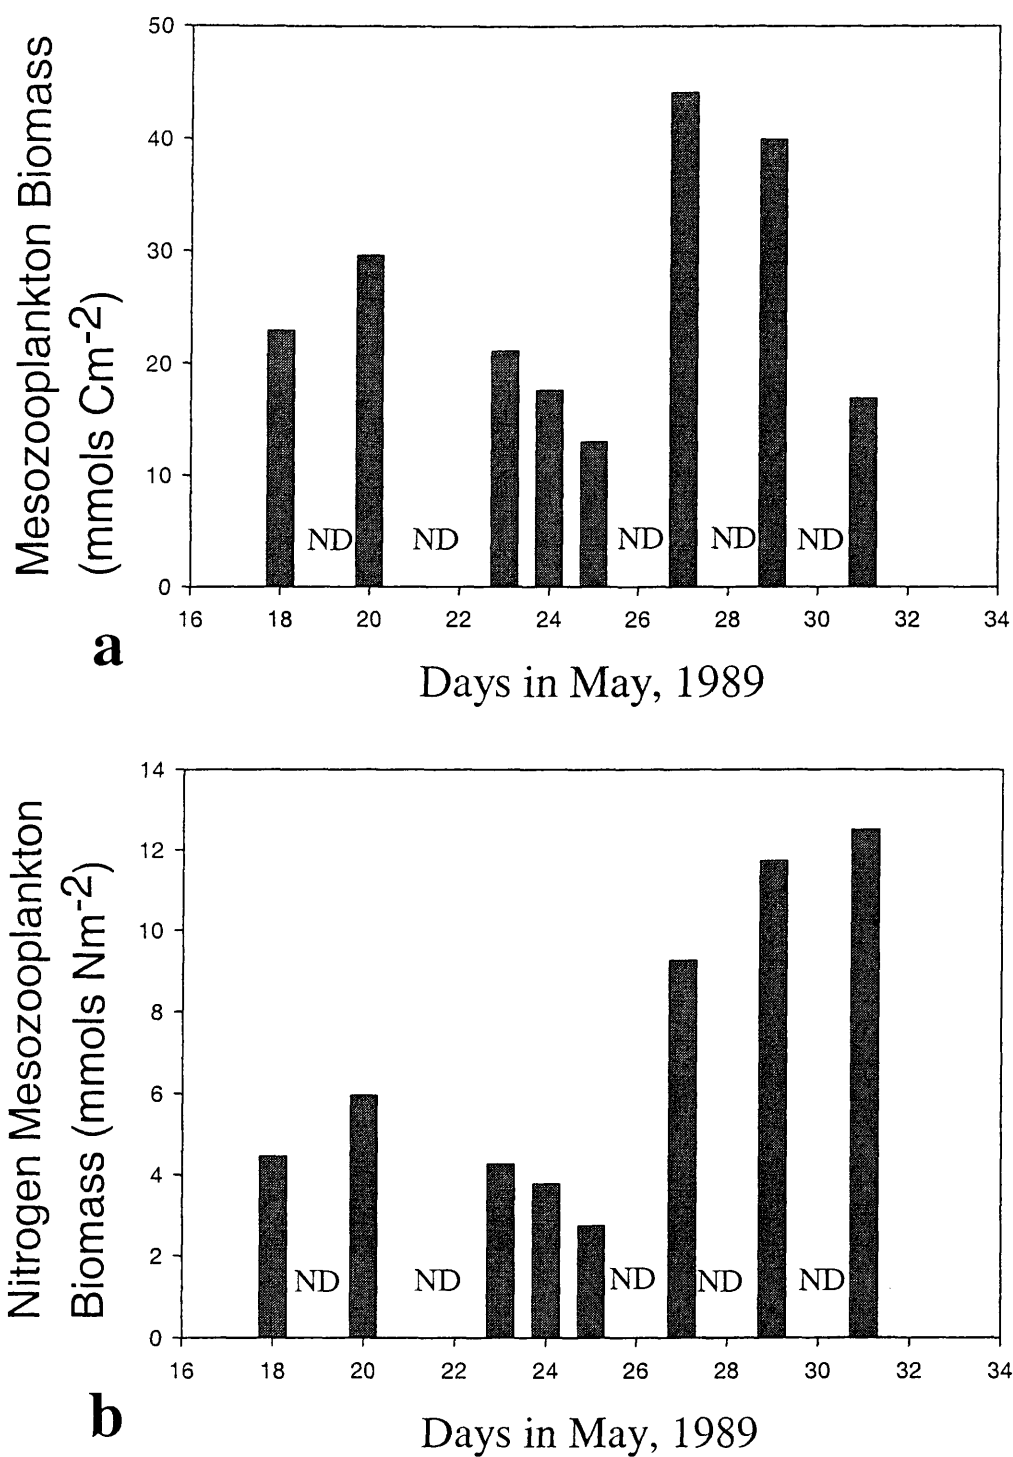 Mesozooplankton Biomass
(mmols Cm-2)
50
40
30
20
10
0
ND ND ND ND ND
16 18 20 22 24 26 28 30 32 34
a
Days in May, 1989
Nitrogen Mesozooplankton
Biomass (mmols Nm-2)
14
12
10
8
6
4
2
0
ND ND ND ND ND
16 18 20 22 24 26 28 30 32 34
b
Days in May, 1989